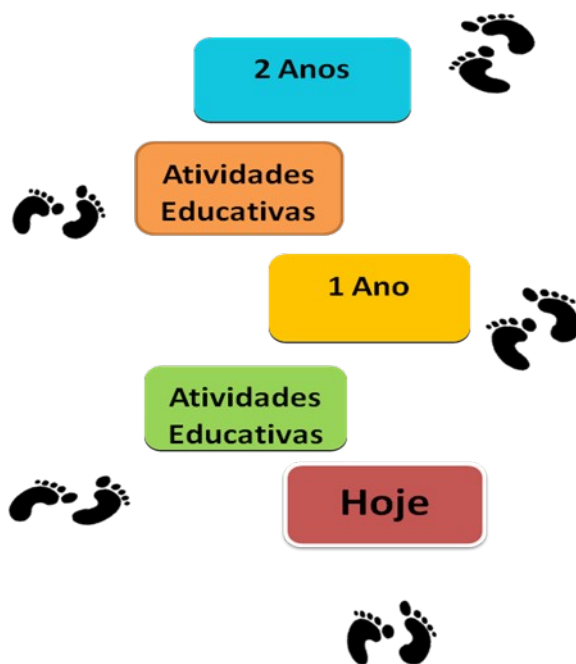 2 Anos
Atividades
Educativas
1 Ano
Atividades
Educativas
Hoje